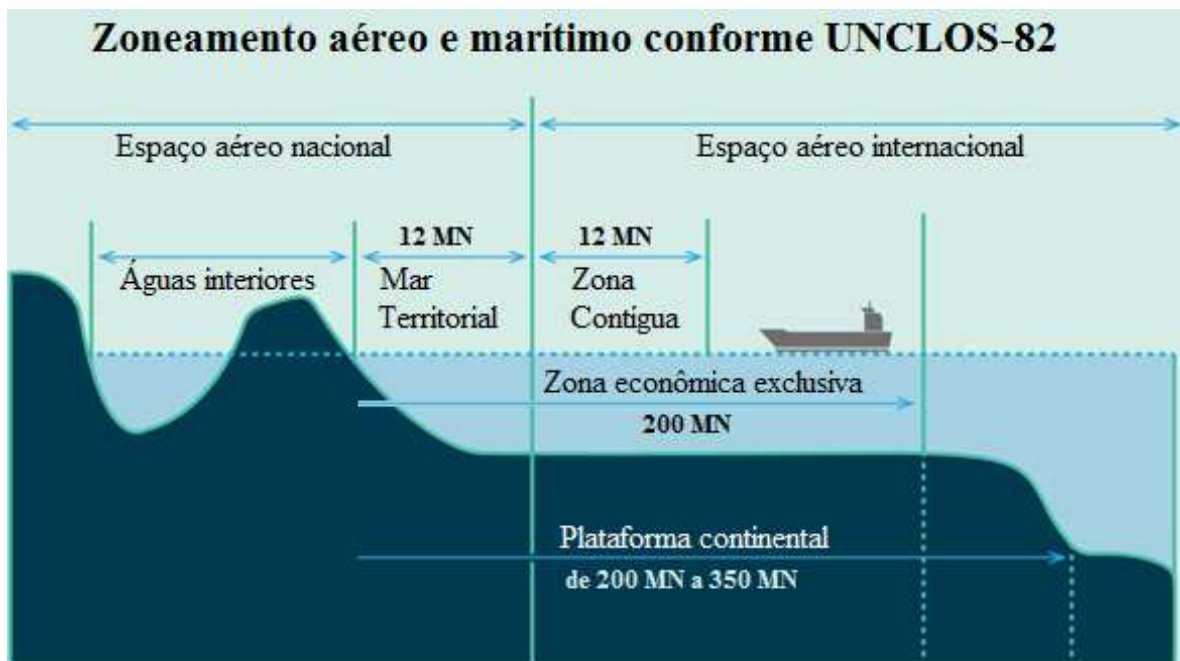 Zoneamento aéreo e marítimo conforme UNCLOS-82
Espaço aéreo nacional
Espaço aéreo internacional
12 MN
12 MN
Águas interiores
Mar
Territorial
Zona
Contigua
Zona econômica exclusiva
200 MN
Plataforma continental
de 200 MN a 350 MN